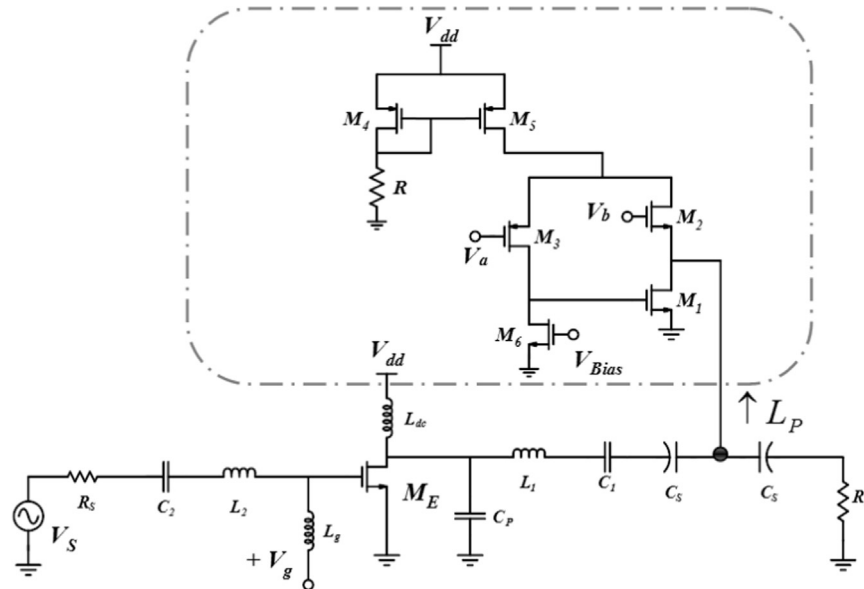 V_dd
M_4
M_5
R
V_b
M_2
V_a
M_3
M_1
M_6
V_Bias
V_dd
↑ L_P
L_dc
R_S
C_2
L_2
M_E
L_1
C_1
C_S
C_S
R
V_S
L_g
C_P
+ V_g